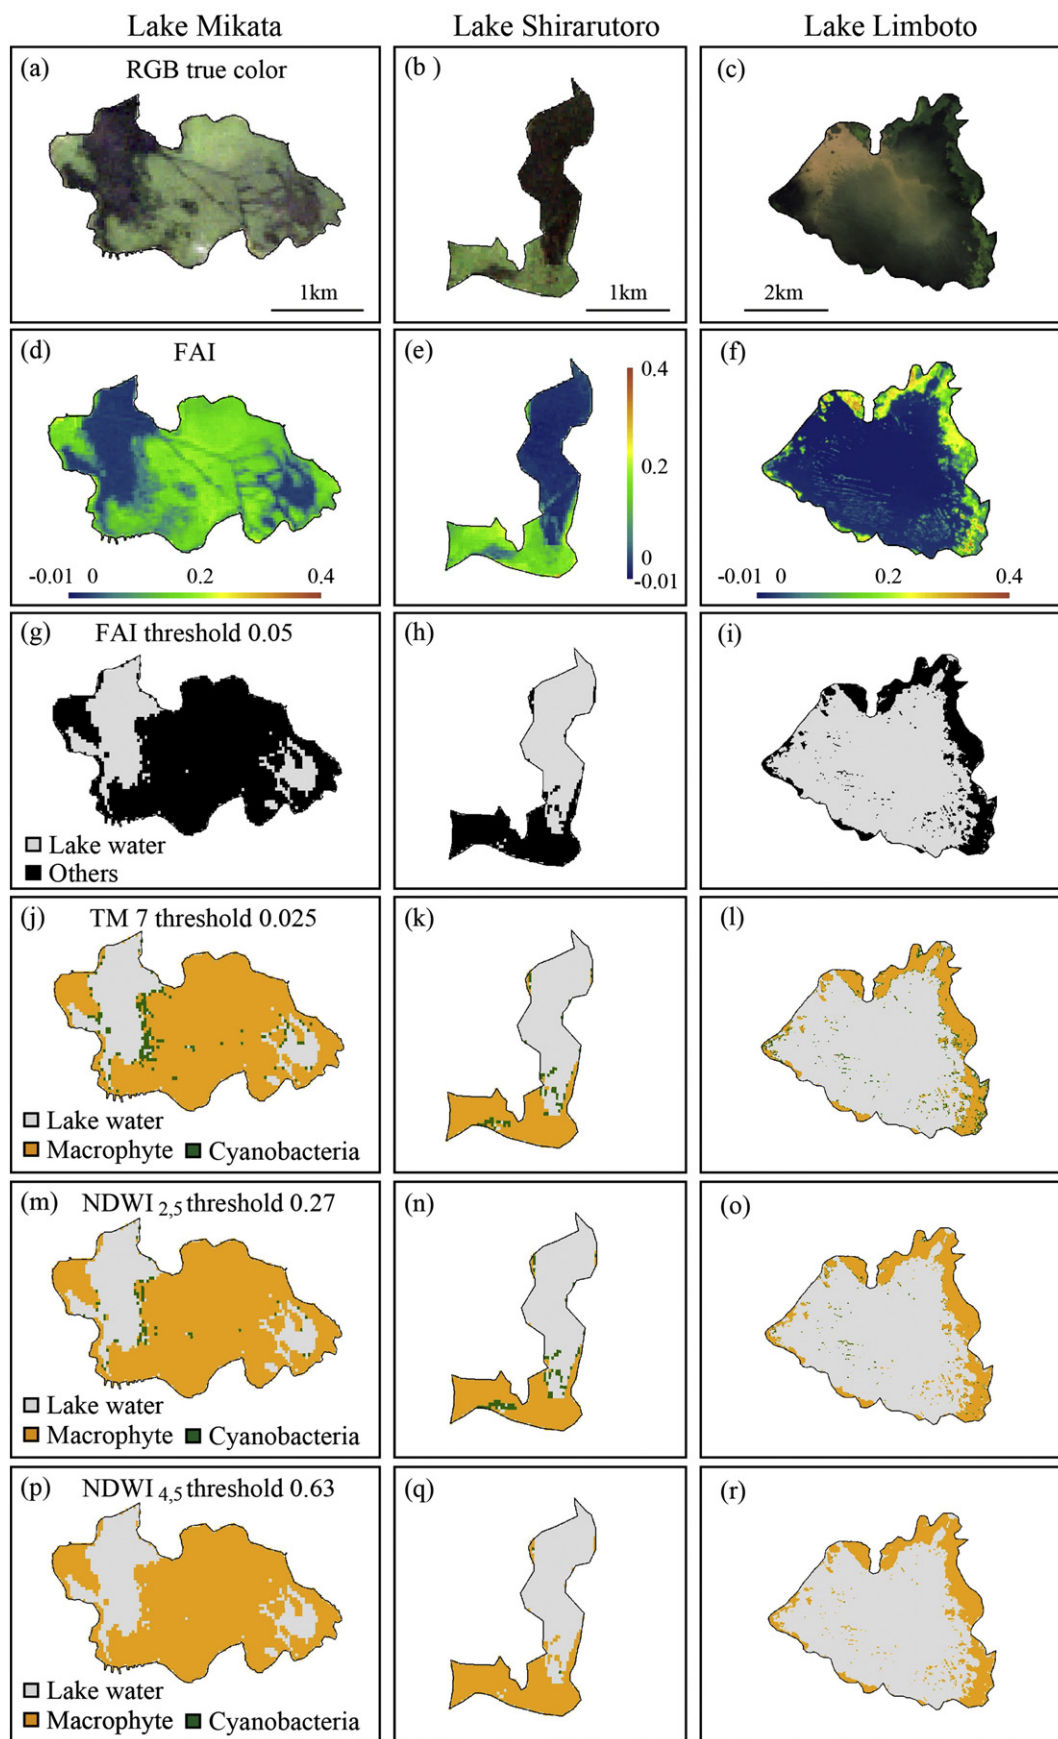 Lake Mikata Lake Shirarutoro Lake Limboto
(a) RGB true color (b ) (c)
1km 1km 2km
(d) FAI (e) (f)
0.4
0.2
0
-0.01
-0.01 0 0.2 0.4 -0.01 0 0.2 0.4
(g) FAI threshold 0.05 (h) (i)
Lake water
Others
(j) TM 7 threshold 0.025 (k) (l)
Lake water
Macrophyte Cyanobacteria
(m) NDWI 2,5 threshold 0.27 (n) (o)
Lake water
Macrophyte Cyanobacteria
(p) NDWI 4,5 threshold 0.63 (q) (r)
Lake water
Macrophyte Cyanobacteria